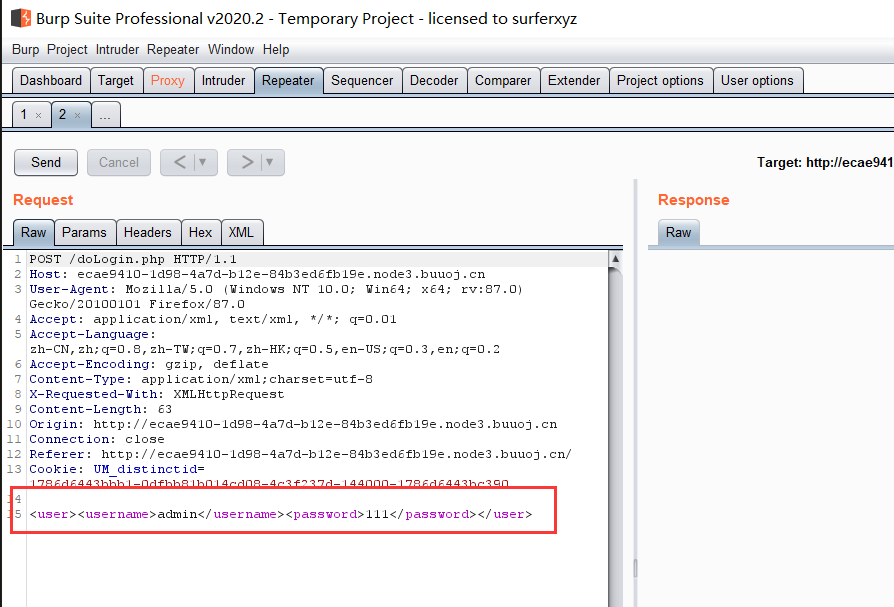 Burp Suite Professional v2020.2 - Temporary Project - licensed to surferxyz
Burp Project Intruder Repeater Window Help
Dashboard Target Proxy Intruder Repeater Sequencer Decoder Comparer Extender Project options User options
1 × 2 × ...
Send Cancel < ▼ > ▼ Target: http://ecae941
Request Response
Raw Params Headers Hex XML Raw
1 POST /doLogin.php HTTP/1.1
2 Host: ecae9410-1d98-4a7d-b12e-84b3ed6fb19e.node3.buuoj.cn
3 User-Agent: Mozilla/5.0 (Windows NT 10.0; Win64; x64; rv:87.0)
Gecko/20100101 Firefox/87.0
4 Accept: application/xml, text/xml, */*; q=0.01
5 Accept-Language:
zh-CN,zh;q=0.8,zh-TW;q=0.7,zh-HK;q=0.5,en-US;q=0.3,en;q=0.2
6 Accept-Encoding: gzip, deflate
7 Content-Type: application/xml;charset=utf-8
8 X-Requested-With: XMLHttpRequest
9 Content-Length: 63
10 Origin: http://ecae9410-1d98-4a7d-b12e-84b3ed6fb19e.node3.buuoj.cn
11 Connection: close
12 Referer: http://ecae9410-1d98-4a7d-b12e-84b3ed6fb19e.node3.buuoj.cn/
13 Cookie: UM_distinctid=
1786d6443bbb1-0dfbb81b014cd08-4c3f237d-144000-1786d6443bc390
14
15 <user><username>admin</username><password>111</password></user>